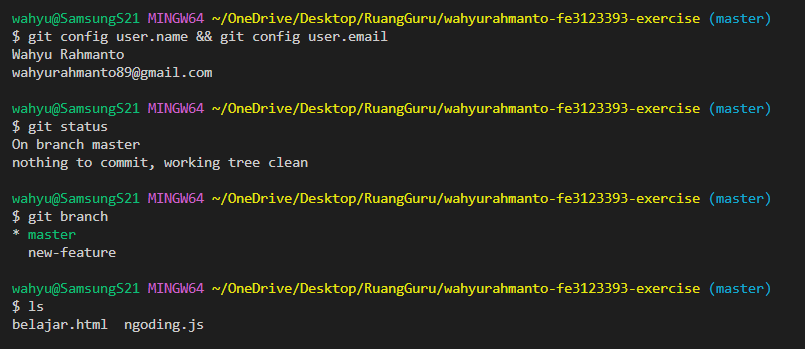 wahyu@SamsungS21 MINGW64 ~/OneDrive/Desktop/RuangGuru/wahyurahmanto-fe3123393-exercise (master)
$ git config user.name && git config user.email
Wahyu Rahmanto
wahyurahmanto89@gmail.com
wahyu@SamsungS21 MINGW64 ~/OneDrive/Desktop/RuangGuru/wahyurahmanto-fe3123393-exercise (master)
$ git status
On branch master
nothing to commit, working tree clean
wahyu@SamsungS21 MINGW64 ~/OneDrive/Desktop/RuangGuru/wahyurahmanto-fe3123393-exercise (master)
$ git branch
* master
  new-feature
wahyu@SamsungS21 MINGW64 ~/OneDrive/Desktop/RuangGuru/wahyurahmanto-fe3123393-exercise (master)
$ ls
belajar.html  ngoding.js